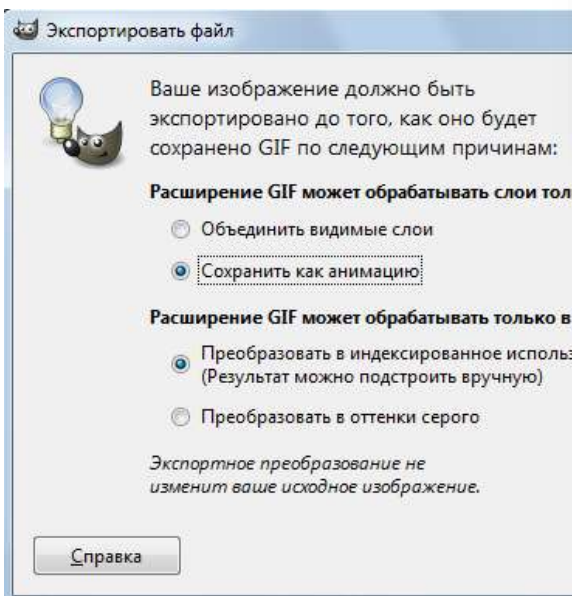 Экспортировать файл
Ваше изображение должно быть
экспортировано до того, как оно будет
сохранено GIF по следующим причинам:
Расширение GIF может обрабатывать слои тол
Объединить видимые слои
Сохранить как анимацию
Расширение GIF может обрабатывать только в
Преобразовать в индексированное исполь
(Результат можно подстроить вручную)
Преобразовать в оттенки серого
Экспортное преобразование не
изменит ваше исходное изображение.
Справка